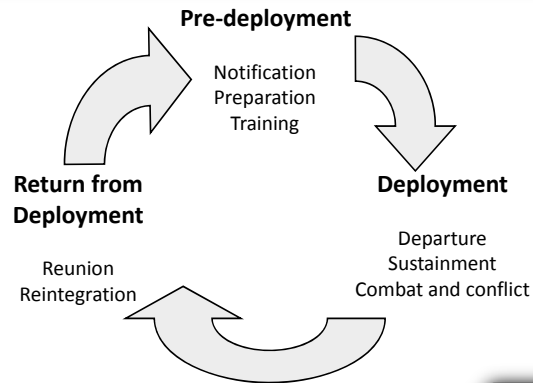 Pre-deployment
Notification
Preparation
Training
Deployment
Departure
Sustainment
Combat and conflict
Return from
Deployment
Reunion
Reintegration